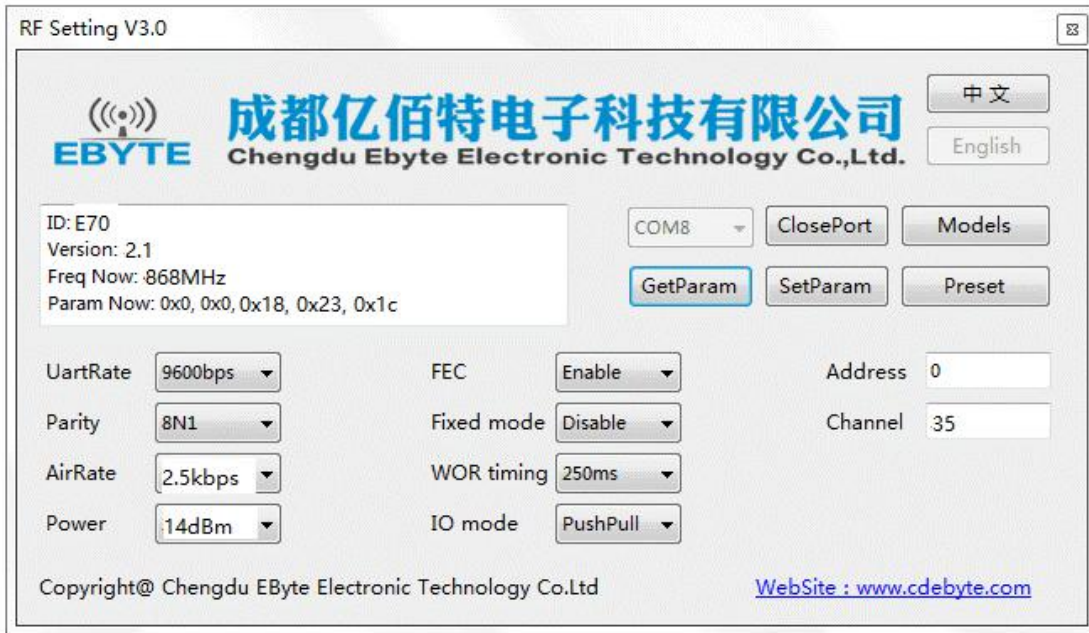 RF Setting V3.0
EBYTE
成都亿佰特电子科技有限公司
Chengdu Ebyte Electronic Technology Co.,Ltd.
中文
English
ID: E70
Version: 2.1
Freq Now: 868MHz
Param Now: 0x0, 0x0, 0x18, 0x23, 0x1c
COM8 ClosePort Models
GetParam SetParam Preset
UartRate 9600bps FEC Enable Address 0
Parity 8N1 Fixed mode Disable Channel 35
AirRate 2.5kbps WOR timing 250ms
Power 14dBm IO mode PushPull
Copyright@ Chengdu EByte Electronic Technology Co.Ltd WebSite : www.cdebyte.com